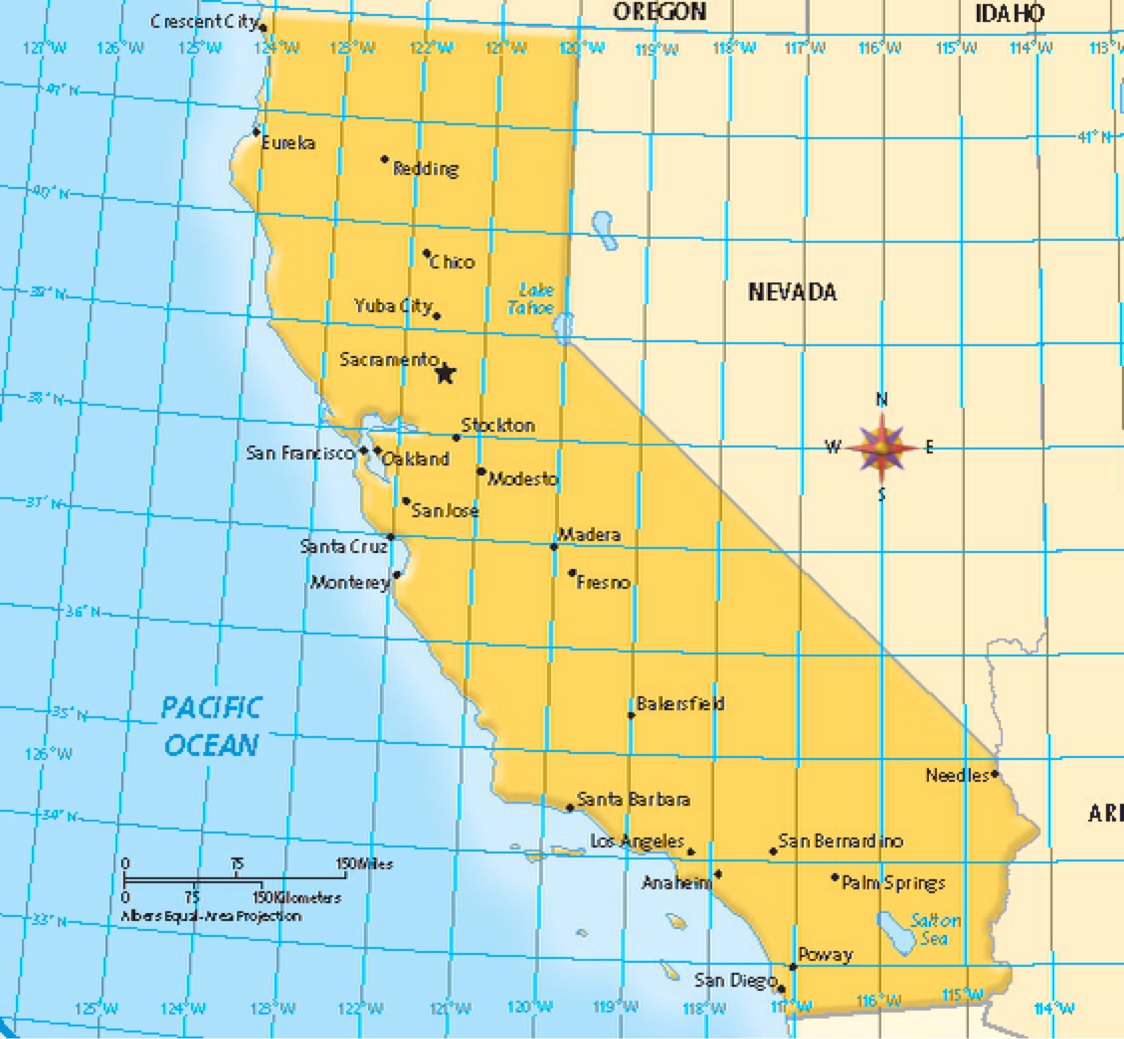 OREGON
IDAHO
Crescent City
127°W
126°W
124°W
123°W
122°W
121°W
120°W
119°W
118°W
117°W
116°W
115°W
114°W
113°
41°N
41°N
Eureka
Redding
40°N
Chico
39°N
Lake
Tahoe
NEVADA
Yuba City
Sacramento
38°N
N
W
E
S
Stockton
San Francisco
Oakland
Modesto
37°N
San Jose
Madera
Santa Cruz
Monterey
Fresno
36°N
PACIFIC
OCEAN
35°N
Bakersfield
126°W
Needles
34°N
Santa Barbara
ARI
Los Angeles
San Bernardino
Anaheim
Palm Springs
0 75 150 Miles
0 75 150 Kilometers
Albers Equal-Area Projection
33°N
Salton
Sea
Poway
San Diego
125°W
124°W
123°W
122°W
121°W
120°W
119°W
118°W
117°W
116°W
115°W
114°W